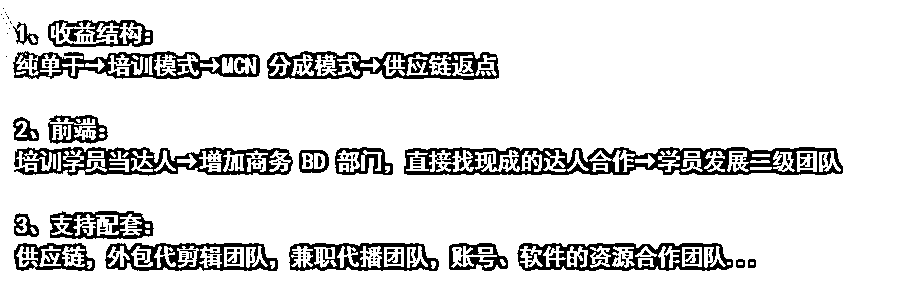 1、收益结构：
纯单干→培训模式→MCN 分成模式→供应链返点
2、前端：
培训学员当达人→增加商务 BD 部门，直接找现成的达人合作→学员发展二级团队
3、支持配套：
供应链，外包代剪辑团队，兼职代播团队，账号、软件的资源合作团队...